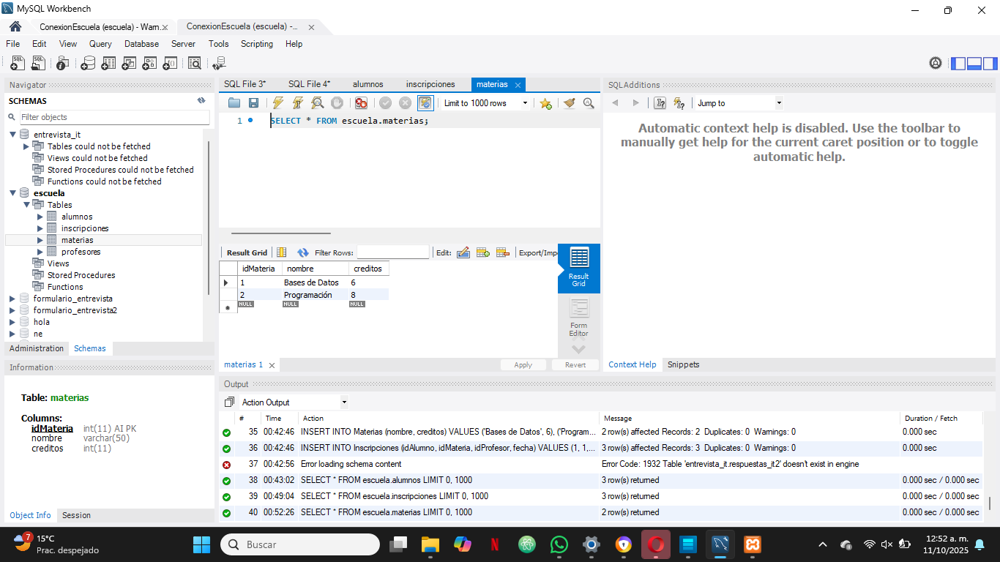 MySQL Workbench
ConexionEscuela (escuela) - Warn...
ConexionEscuela (escuela) -...
File Edit View Query Database Server Tools Scripting Help
Navigator
SCHEMAS
Filter objects
entrevista_it
Tables could not be fetched
Views could not be fetched
Stored Procedures could not be fetched
Functions could not be fetched
escuela
Tables
alumnos
inscripciones
materias
profesores
Views
Stored Procedures
Functions
formulario_entrevista
formulario_entrevista2
hola
ne
Administration Schemas
Information
Table: materias
Columns:
idMateria int(11) AI PK
nombre varchar(50)
creditos int(11)
Object Info Session
SQL File 3* SQL File 4* alumnos inscripciones materias
Limit to 1000 rows
1 SELECT * FROM escuela.materias;
Result Grid Filter Rows: Edit: Export/Imp
idMateria nombre creditos
1 Bases de Datos 6
2 Programación 8
NULL NULL NULL
Result Grid
Form Editor
materias 1 Apply Revert
SQLAdditions
Jump to
Automatic context help is disabled. Use the toolbar to
manually get help for the current caret position or to toggle
automatic help.
Context Help Snippets
Output
Action Output
# Time Action Message Duration / Fetch
35 00:42:46 INSERT INTO Materias (nombre, creditos) VALUES ('Bases de Datos', 6), ('Program... 2 row(s) affected Records: 2 Duplicates: 0 Warnings: 0 0.000 sec
36 00:42:46 INSERT INTO Inscripciones (idAlumno, idMateria, idProfesor, fecha) VALUES (1, 1,... 3 row(s) affected Records: 3 Duplicates: 0 Warnings: 0 0.000 sec
37 00:42:56 Error loading schema content Error Code: 1932 Table 'entrevista_it.respuestas_it2' doesn't exist in engine
38 00:43:02 SELECT * FROM escuela.alumnos LIMIT 0, 1000 3 row(s) returned 0.000 sec / 0.000 sec
39 00:49:04 SELECT * FROM escuela.inscripciones LIMIT 0, 1000 3 row(s) returned 0.000 sec / 0.000 sec
40 00:52:26 SELECT * FROM escuela.materias LIMIT 0, 1000 2 row(s) returned 0.000 sec / 0.000 sec
7
15°C
Prac. despejado
Buscar
12:52 a. m.
11/10/2025